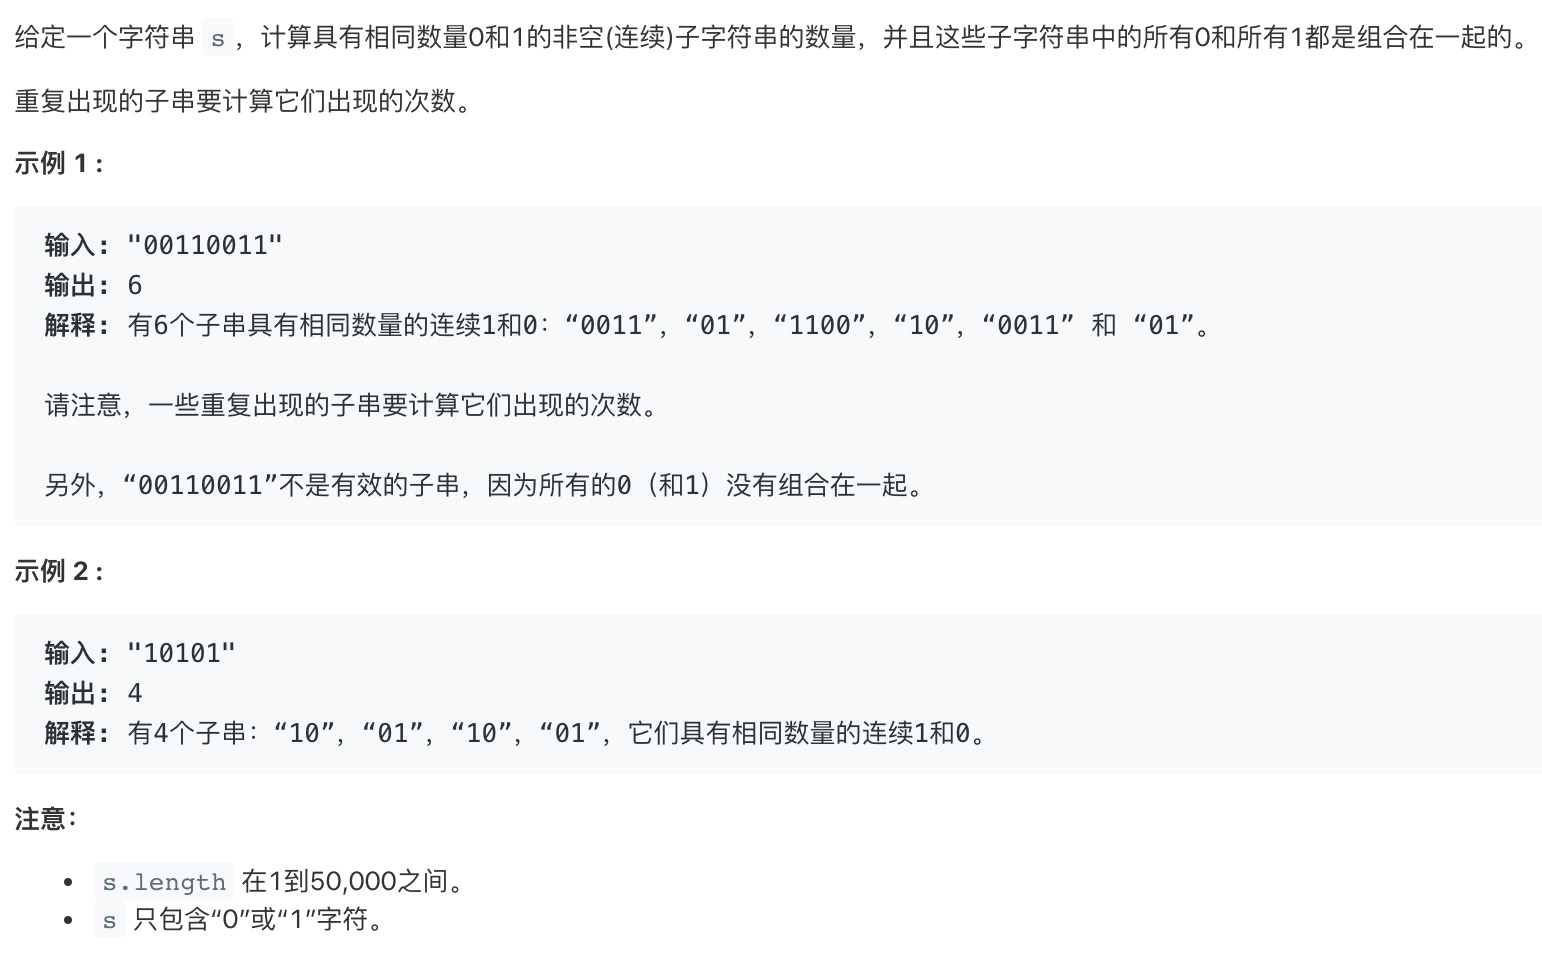 给定一个字符串 s，计算具有相同数量0和1的非空(连续)子字符串的数量，并且这些子字符串中的所有0和所有1都是组合在一起的。
重复出现的子串要计算它们出现的次数。
示例 1 :
输入: "00110011"
输出: 6
解释: 有6个子串具有相同数量的连续1和0：“0011”，“01”，“1100”，“10”，“0011” 和 “01”。
请注意，一些重复出现的子串要计算它们出现的次数。
另外，“00110011”不是有效的子串，因为所有的0（和1）没有组合在一起。
示例 2 :
输入: "10101"
输出: 4
解释: 有4个子串：“10”，“01”，“10”，“01”，它们具有相同数量的连续1和0。
注意：
• s.length 在1到50,000之间。
• s 只包含“0”或“1”字符。